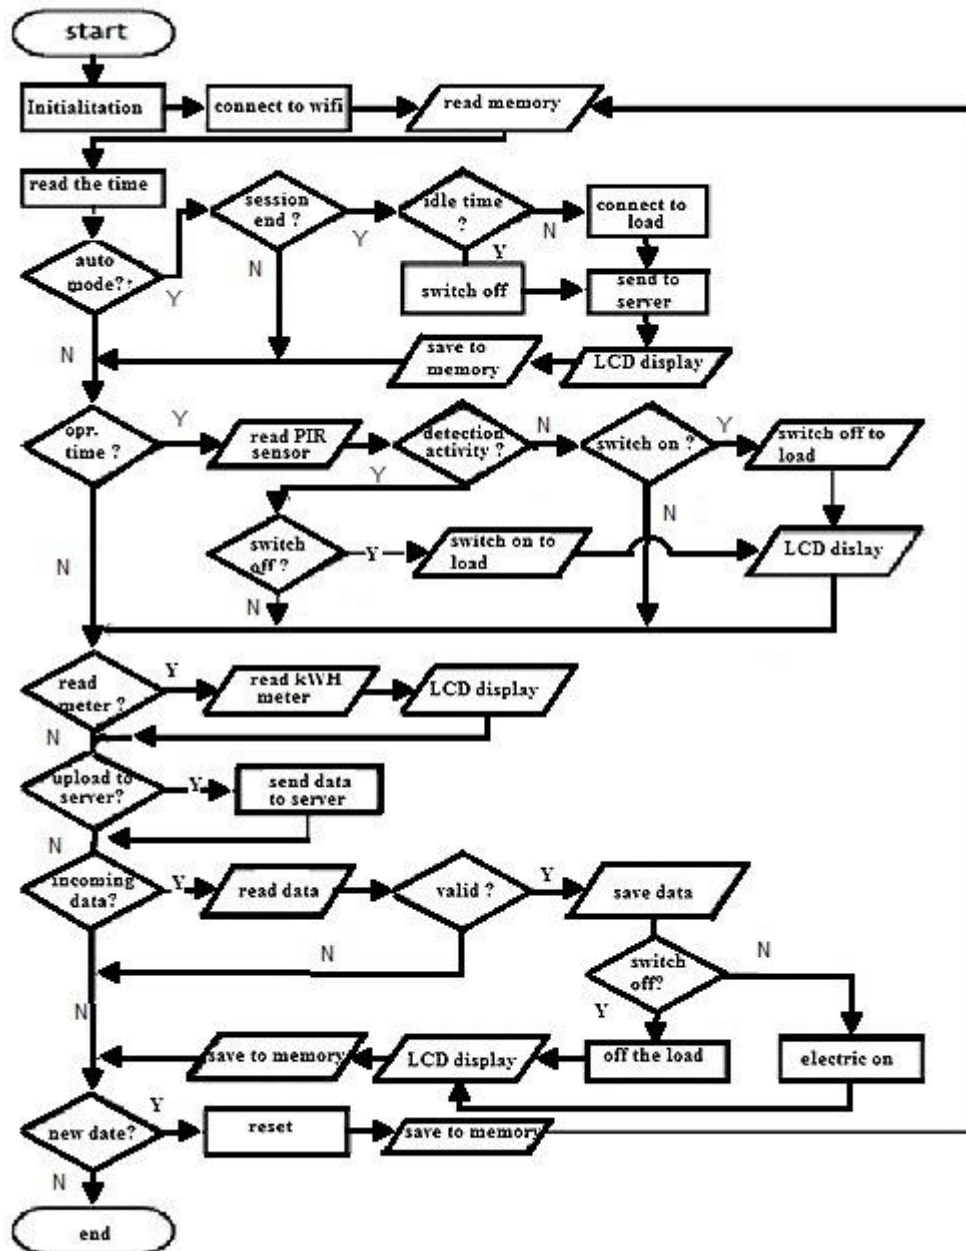 start
Initialitation
connect to wifi
read memory
read the time
session
end ?
idle time
?
connect to
load
Y
N
auto
mode?
Y
N
Y
switch off
send to
server
N
save to
memory
LCD display
opr.
time ?
Y
read PIR
sensor
detection
activity ?
N
switch on ?
Y
switch off to
load
Y
N
switch
off ?
Y
switch on to
load
LCD dislay
N
N
read
meter ?
Y
read kWH
meter
LCD display
N
upload to
server?
Y
send data
to server
N
incoming
data?
Y
read data
valid ?
Y
save data
N
switch
off?
N
N
Y
save to memory
LCD display
off the load
electric on
new date?
Y
reset
save to memory
N
end